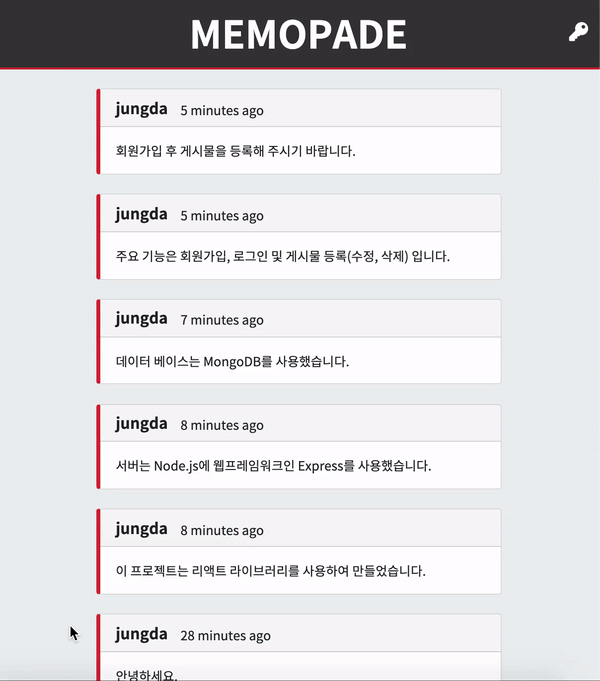 MEMOPADE
jungda 5 minutes ago
회원가입 후 게시물을 등록해 주시기 바랍니다.
jungda 5 minutes ago
주요 기능은 회원가입, 로그인 및 게시물 등록(수정, 삭제) 입니다.
jungda 7 minutes ago
데이터 베이스는 MongoDB를 사용했습니다.
jungda 8 minutes ago
서버는 Node.js에 웹프레임워크인 Express를 사용했습니다.
jungda 8 minutes ago
이 프로젝트는 리액트 라이브러리를 사용하여 만들었습니다.
jungda 28 minutes ago
안녕하세요.